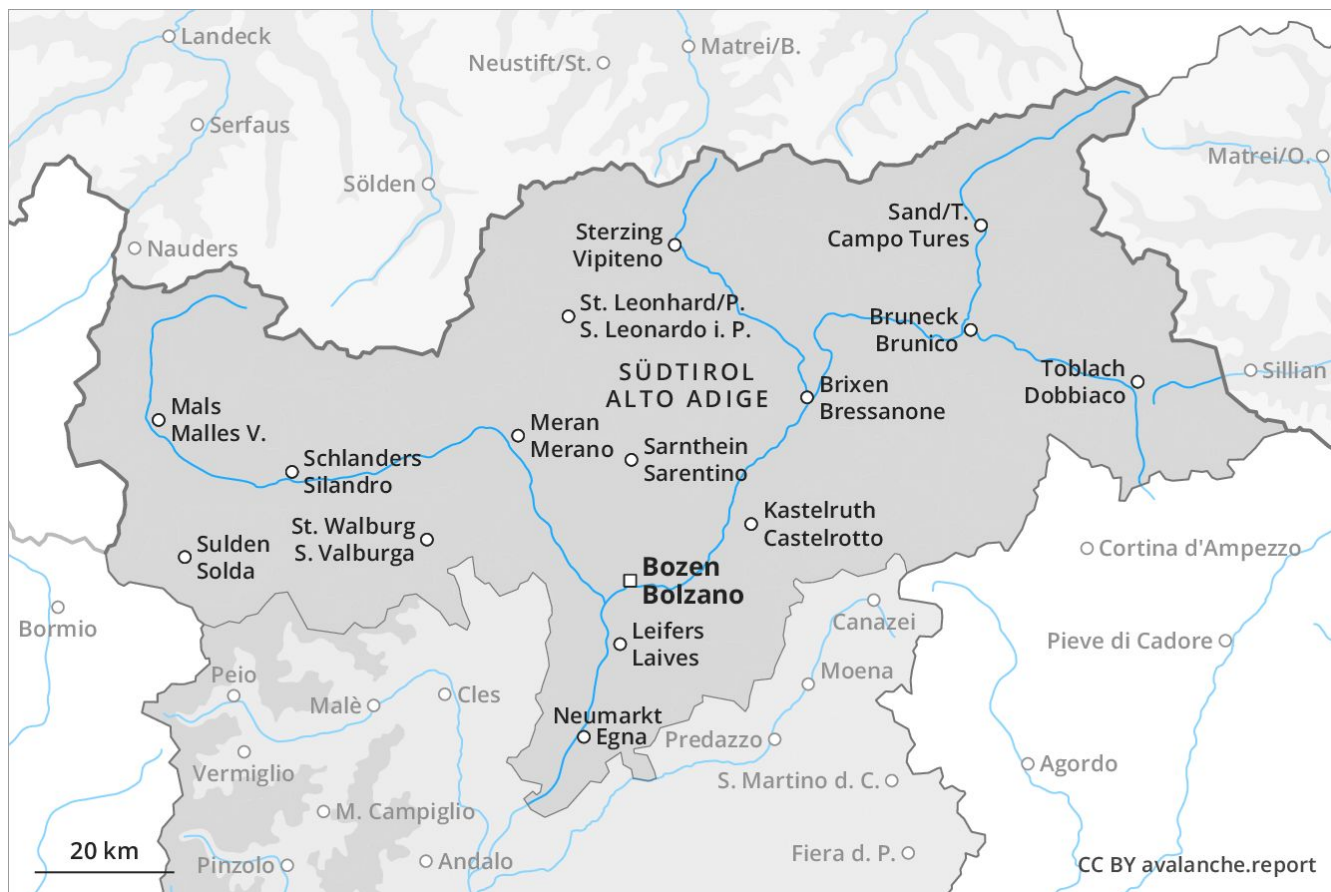 Landeck
Neustift/St.
Matrei/B.
Serfaus
Matrei/O.
Sölden
Nauders
Sterzing
Vipiteno
Sand/T.
Campo Tures
St. Leonhard/P.
S. Leonardo i. P.
Bruneck
Brunico
SÜDTIROL
ALTO ADIGE
Toblach
Dobbiaco
Sillian
Brixen
Bressanone
Mals
Malles V.
Meran
Merano
Sarnthein
Sarentino
Schlanders
Silandro
St. Walburg
S. Valburga
Kastelruth
Castelrotto
Sulden
Solda
Cortina d'Ampezzo
Bozen
Bolzano
Bormio
Leifers
Laives
Canazei
Pieve di Cadore
Peio
Moena
Malè
Cles
Neumarkt
Egna
Predazzo
Vermiglio
Agordo
S. Martino d. C.
M. Campiglio
20 km
Pinzolo
Andalo
Fiera d. P.
CC BY avalanche.report